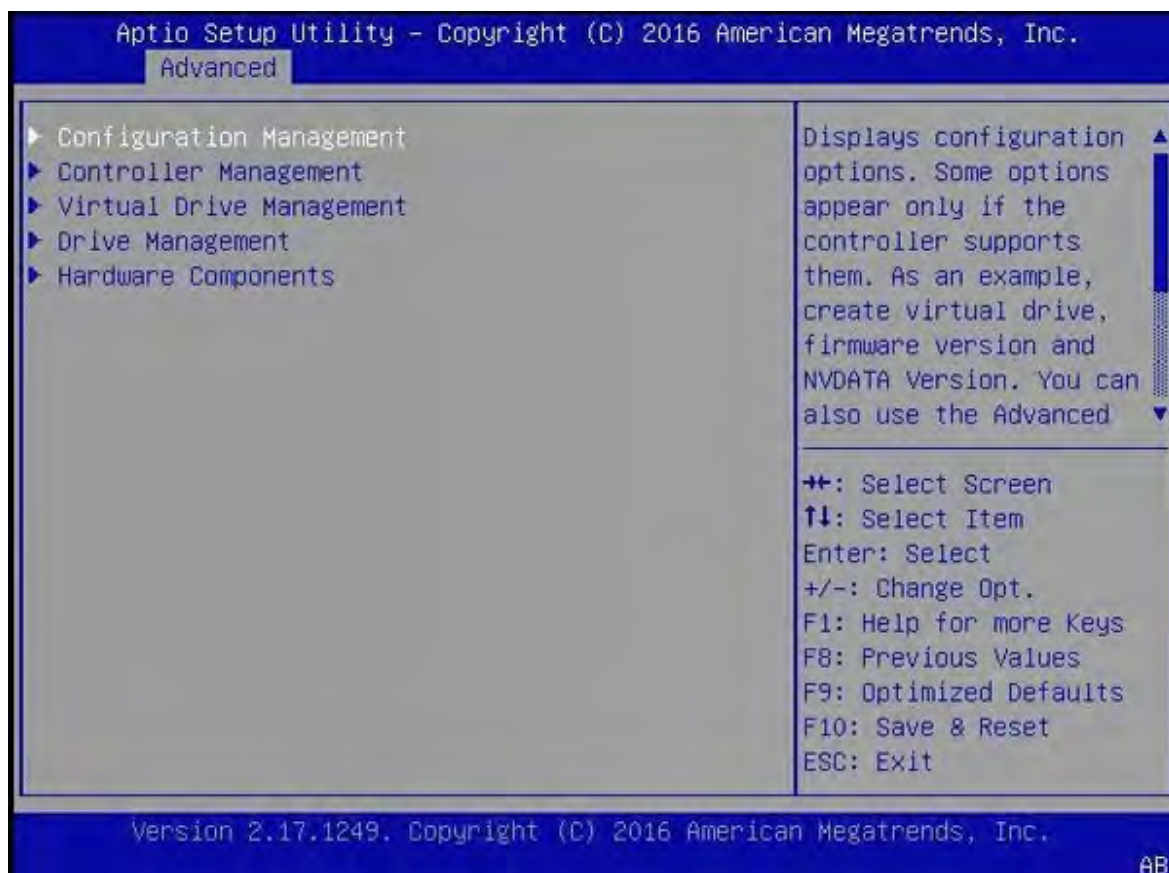 Aptio Setup Utility – Copyright (C) 2016 American Megatrends, Inc.
Advanced
Configuration Management
Controller Management
Virtual Drive Management
Drive Management
Hardware Components
Displays configuration
options. Some options
appear only if the
controller supports
them. As an example,
create virtual drive,
firmware version and
NVDATA Version. You can
also use the Advanced
→←: Select Screen
↑↓: Select Item
Enter: Select
+/-: Change Opt.
F1: Help for more Keys
F8: Previous Values
F9: Optimized Defaults
F10: Save & Reset
ESC: Exit
Version 2.17.1249. Copyright (C) 2016 American Megatrends, Inc.
AB